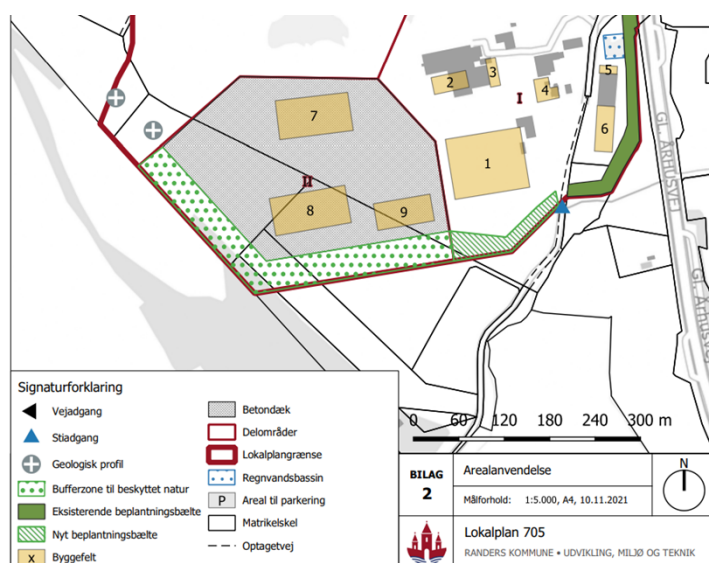 I
II
1
2
3
4
5
6
7
8
9
GL. ÅRHUSVEJ
Gl. Århusvej
Signaturforklaring
Vejadgang
Stiadgang
Geologisk profil
Bufferzone til beskyttet natur
Eksisterende beplantningsbælte
Nyt beplantningsbælte
x Byggefelt
Betondæk
Delområder
Lokalplangrænse
Regnvandsbassin
P Areal til parkering
Matrikelskel
Optagetvej
0 60 120 180 240 300 m
BILAG
2
Arealanvendelse
Målforhold: 1:5.000, A4, 10.11.2021
N
Lokalplan 705
RANDERS KOMMUNE • UDVIKLING, MILJØ OG TEKNIK